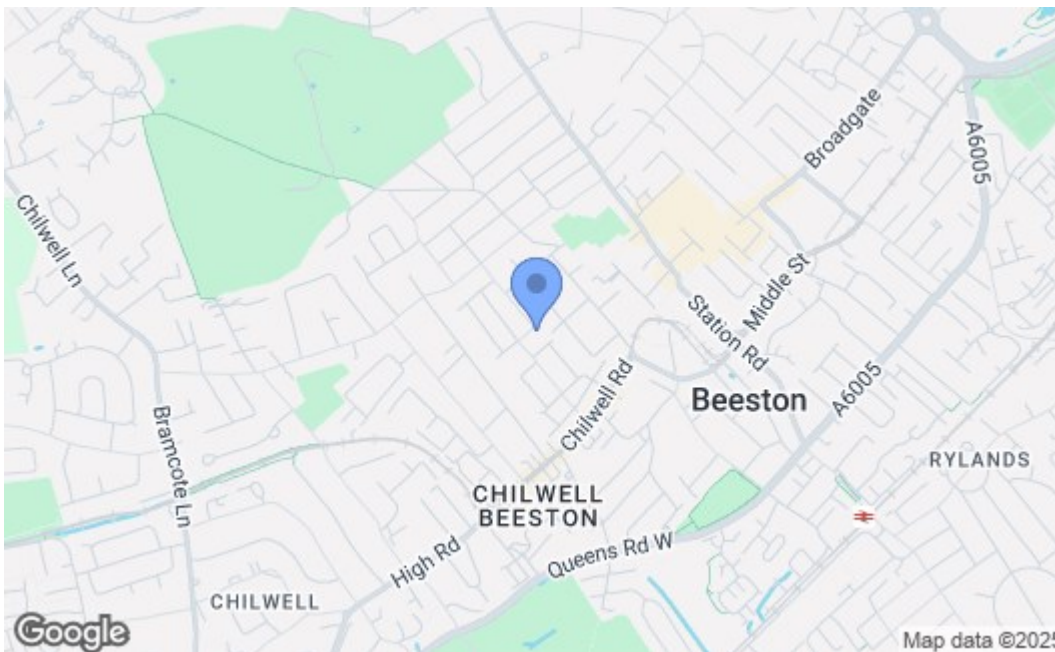 Broadgate
A6005
Chilwell Ln
Middle St
Station Rd
Chilwell Rd
A6005
Beeston
Bramcote Ln
RYLANDS
CHILWELL
BEESTON
High Rd
Queens Rd W
CHILWELL
Google
Map data ©2025